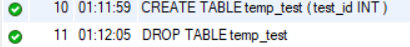 10 01:11:59 CREATE TABLE temp_test ( test_id INT )
11 01:12:05 DROP TABLE temp_test